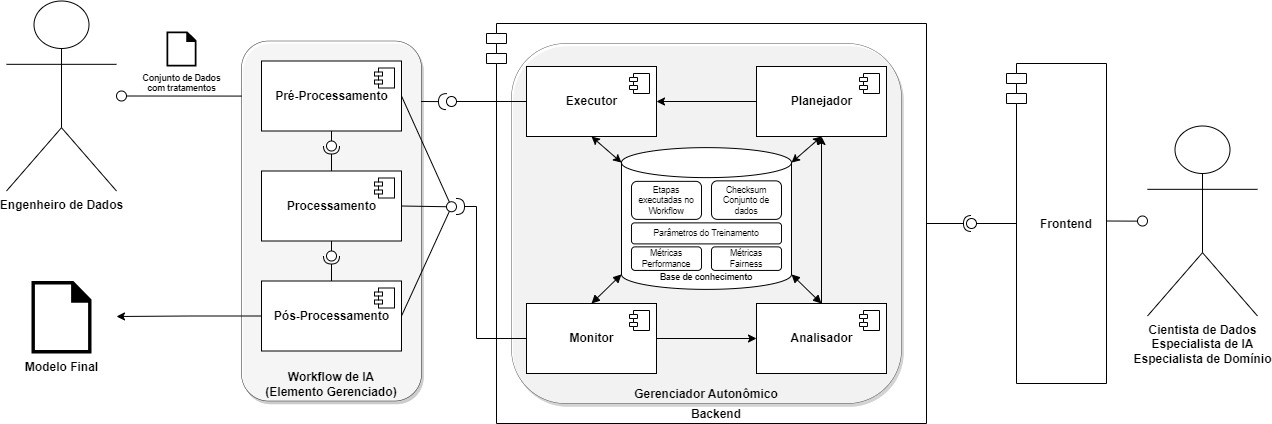 Engenheiro de Dados
Conjunto de Dados
com tratamentos
Modelo Final
Pré-Processamento
Processamento
Pós-Processamento
Workflow de IA
(Elemento Gerenciado)
Executor
Planejador
Etapas
executadas no
Workflow
Checksum
Conjunto de
dados
Parâmetros do Treinamento
Métricas
Performance
Métricas
Fairness
Base de conhecimento
Monitor
Analisador
Gerenciador Autonômico
Backend
Frontend
Cientista de Dados
Especialista de IA
Especialista de Domínio